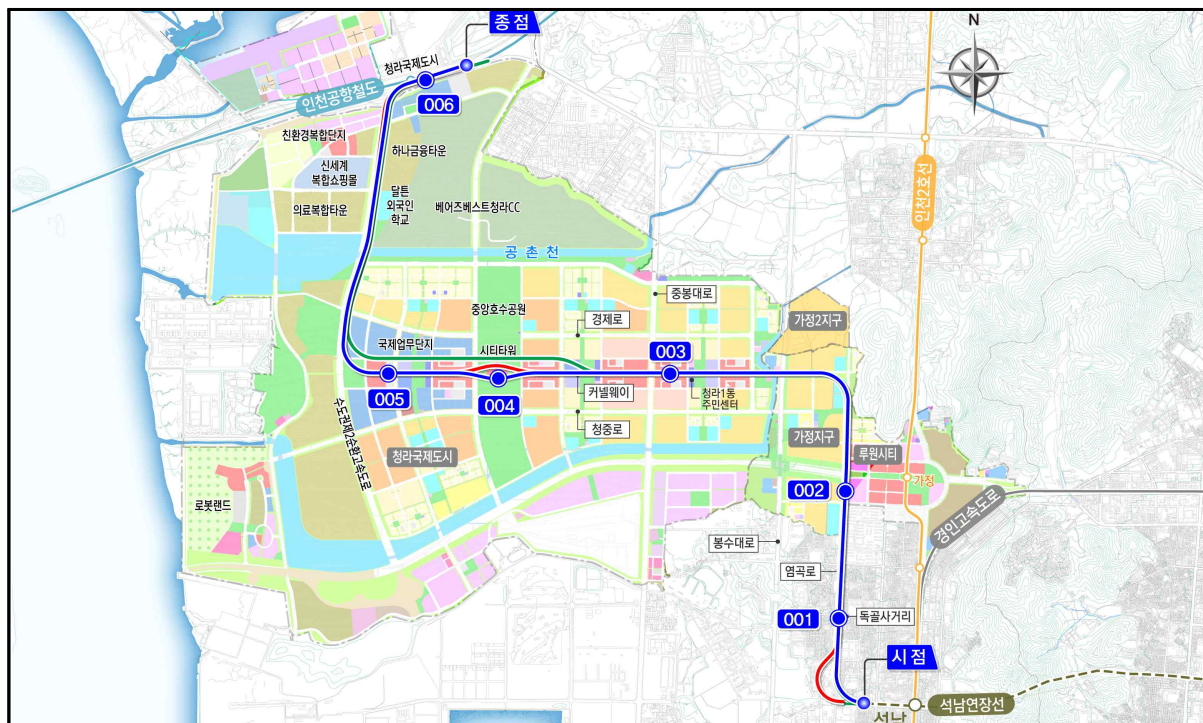 종점
N
청라국제도시
인천공항철도
006
친환경복합단지
하나금융타운
신세계
복합쇼핑몰
달튼
외국인
학교
의료복합타운
베어즈베스트청라CC
인천2호선
공촌천
중봉대로
중앙호수공원
경제로
가정2지구
국제업무단지
시티타워
003
005
004
커넬웨이
청라1동
주민센터
수도권제2순환고속도로
청중로
가정지구
루원시티
청라국제도시
가정
002
로봇랜드
경인고속도로
봉수대로
염곡로
001
독골사거리
시점
석남
석남연장선